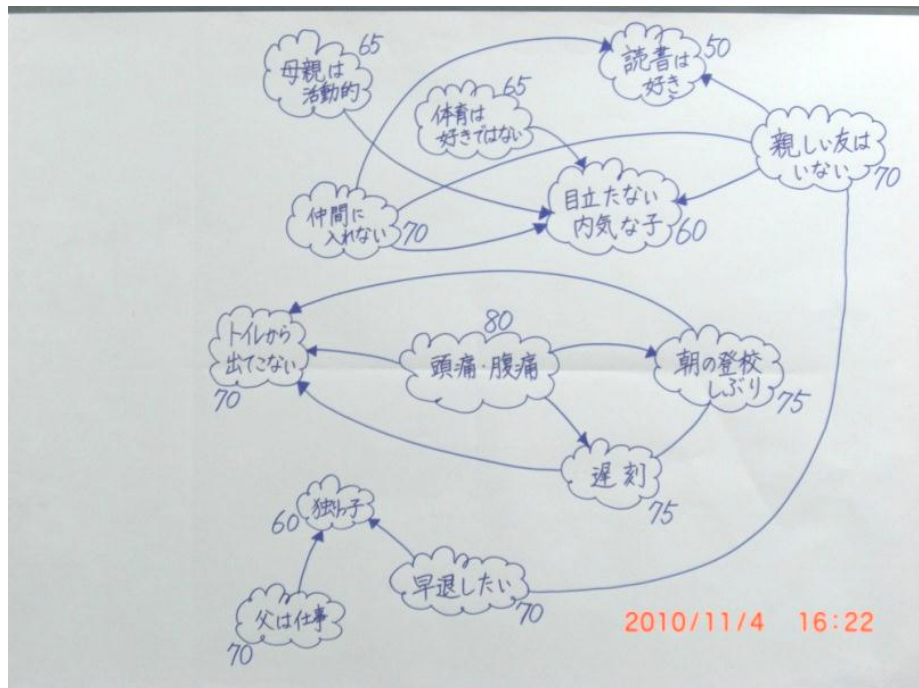 母親は
活動的
65
読書は
好き
50
体育は
好きではない
65
親しい友は
いない
70
仲間に
入れない
70
目立たない
内気な子
60
トイレから
出てこない
70
頭痛・腹痛
80
朝の登校
しぶり
75
遅刻
75
独りっ子
60
早退したい
70
父は仕事
70
2010/11/4 16:22